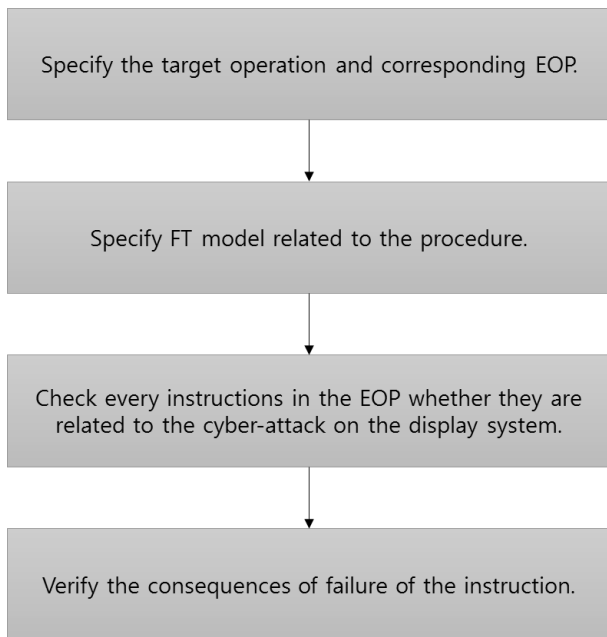 Specify the target operation and corresponding EOP.
Specify FT model related to the procedure.
Check every instructions in the EOP whether they are
related to the cyber-attack on the display system.
Verify the consequences of failure of the instruction.